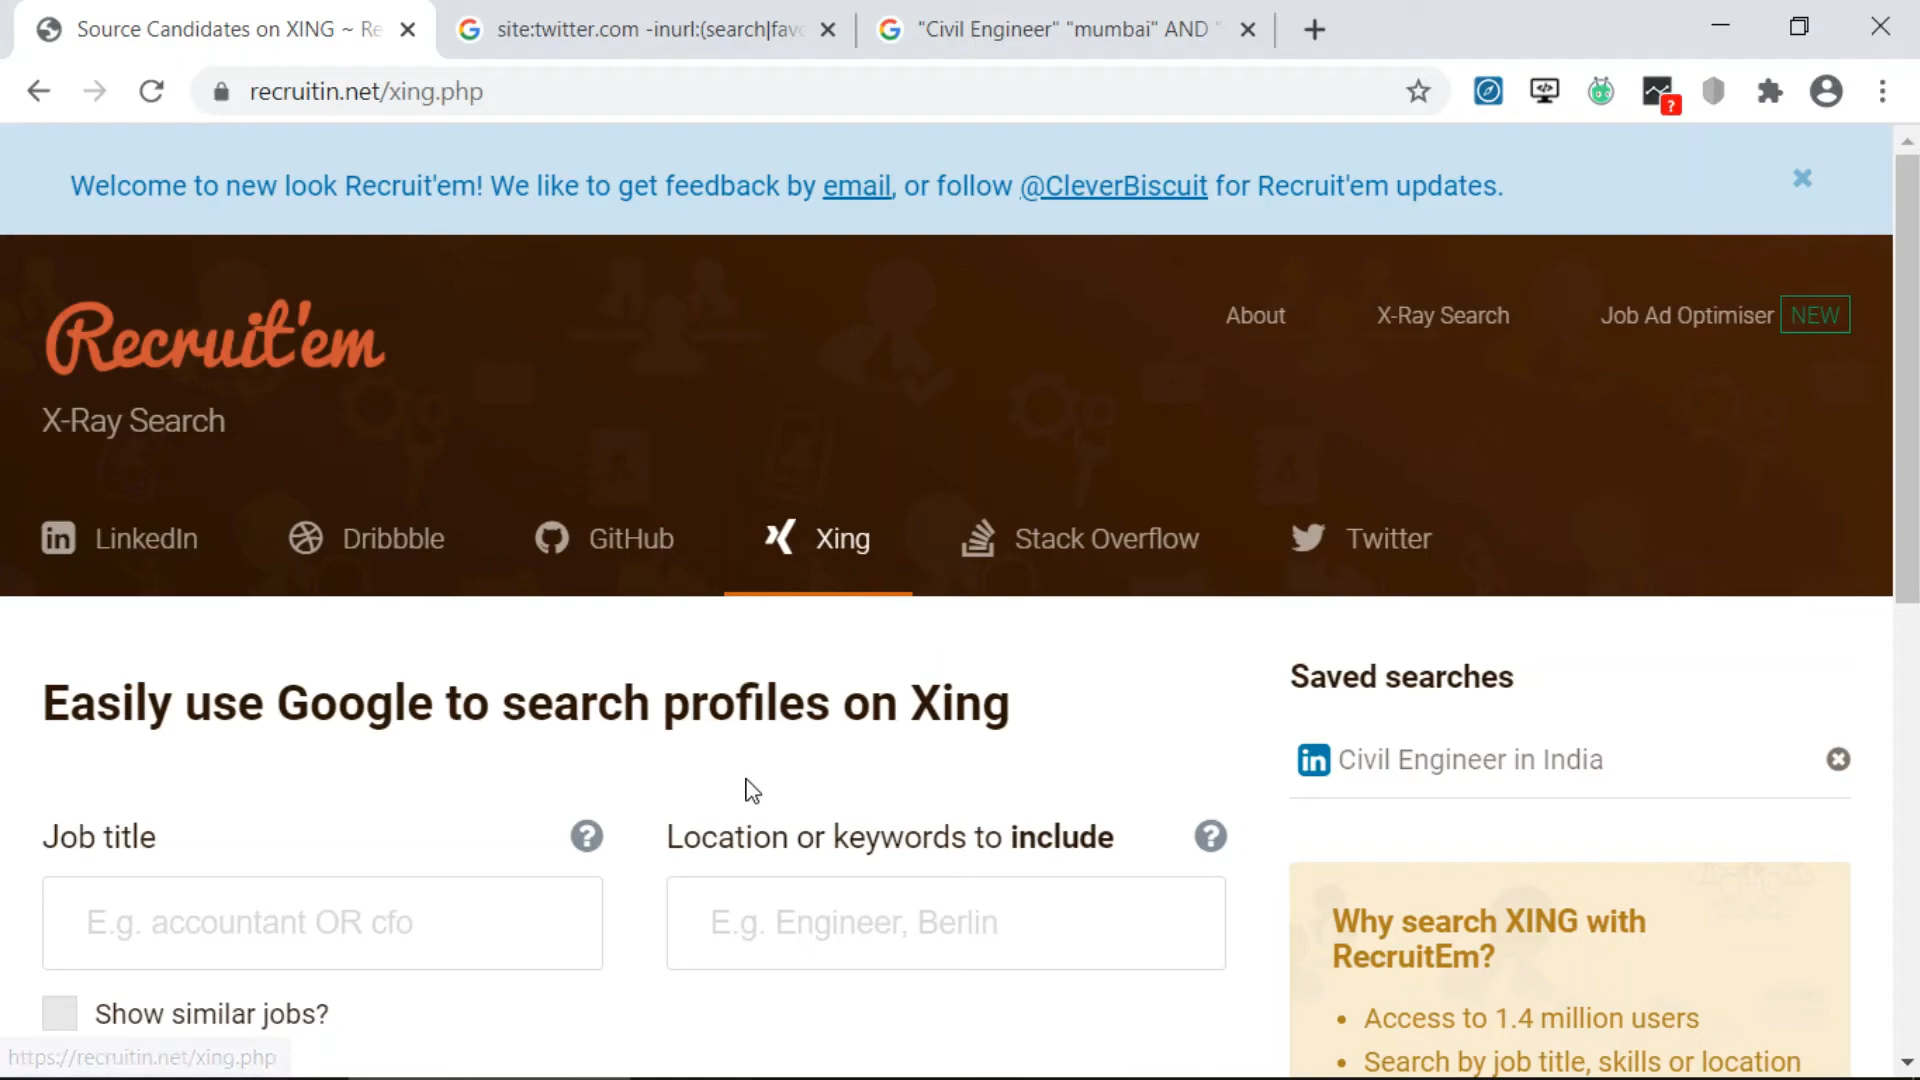 Source Candidates on XING ~ Re
site:twitter.com -inurl:(search|favo
"Civil Engineer" "mumbai" AND "
recruitin.net/xing.php
?
Welcome to new look Recruit'em! We like to get feedback by email, or follow @CleverBiscuit for Recruit'em updates.
Recruit'em
About
X-Ray Search
Job Ad Optimiser NEW
X-Ray Search
in LinkedIn
Dribbble
GitHub
Xing
Stack Overflow
Twitter
Easily use Google to search profiles on Xing
Saved searches
in Civil Engineer in India
Job title ?
Location or keywords to include ?
E.g. accountant OR cfo
E.g. Engineer, Berlin
Why search XING with
RecruitEm?
Show similar jobs?
• Access to 1.4 million users
• Search by job title, skills or location
https://recruitin.net/xing.php